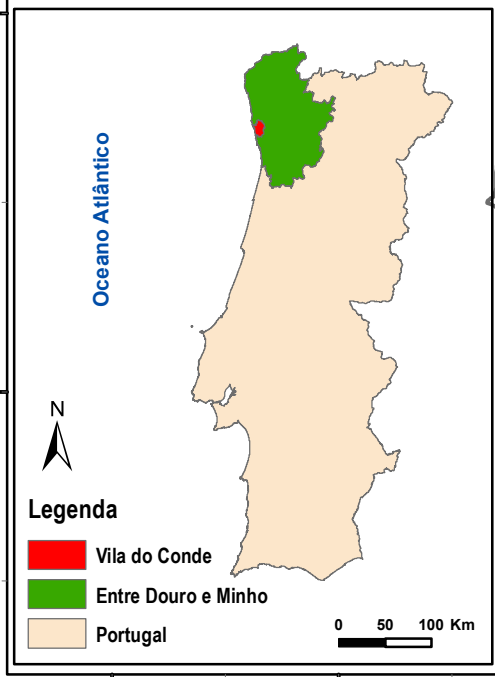 Oceano Atlântico
N
Legenda
Vila do Conde
Entre Douro e Minho
Portugal
0 50 100 Km